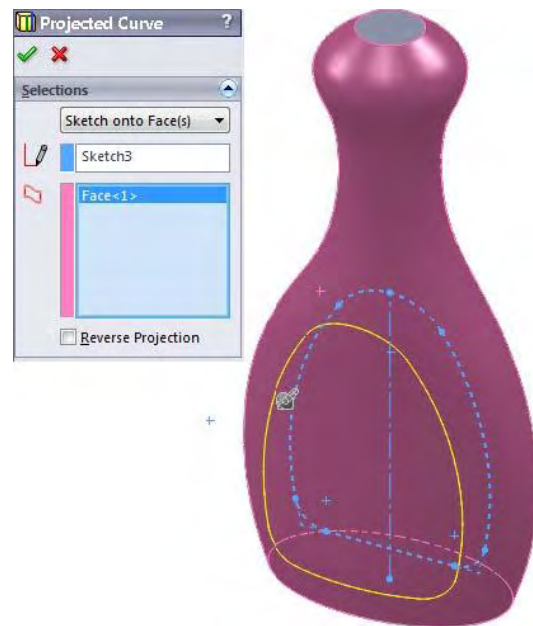 Projected Curve ?
Selections
Sketch onto Face(s)
Sketch3
Face<1>
Reverse Projection